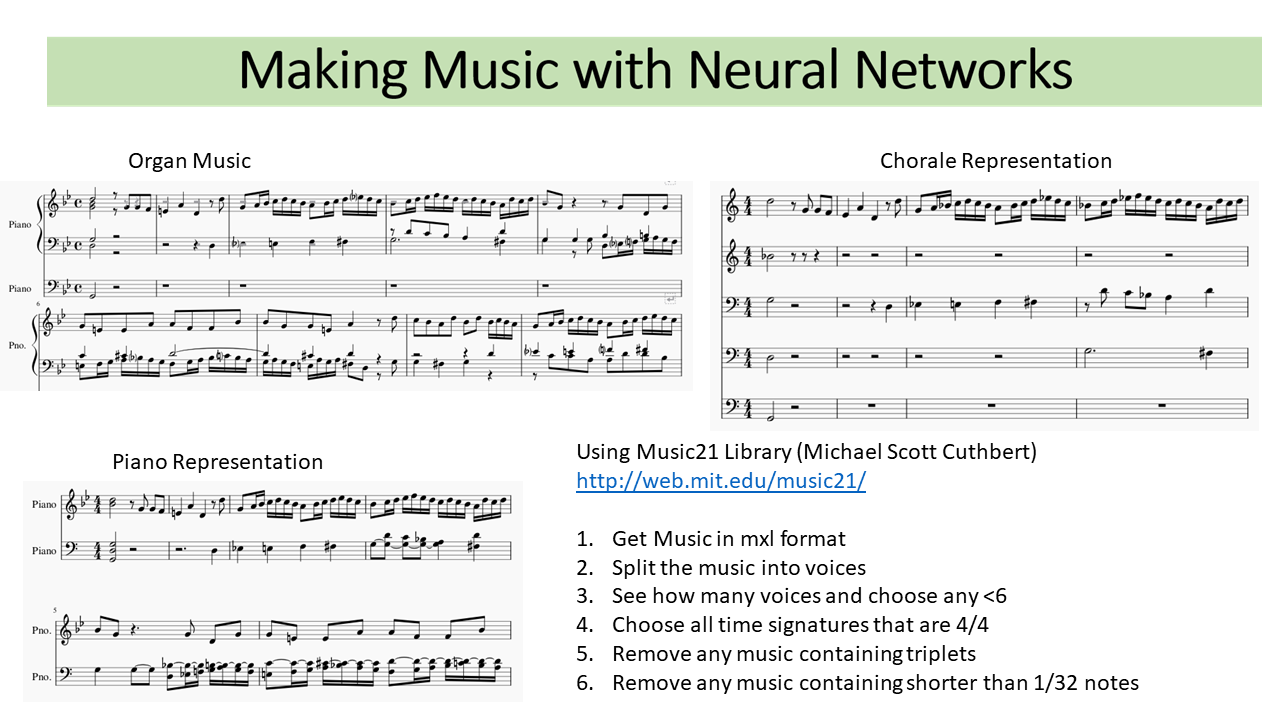 Making Music with Neural Networks
Organ Music
Piano
Piano
6
Pno.
Chorale Representation
Piano Representation
Piano
Piano
5
Pno.
Pno.
Using Music21 Library (Michael Scott Cuthbert)
http://web.mit.edu/music21/
1. Get Music in mxl format
2. Split the music into voices
3. See how many voices and choose any <6
4. Choose all time signatures that are 4/4
5. Remove any music containing triplets
6. Remove any music containing shorter than 1/32 notes